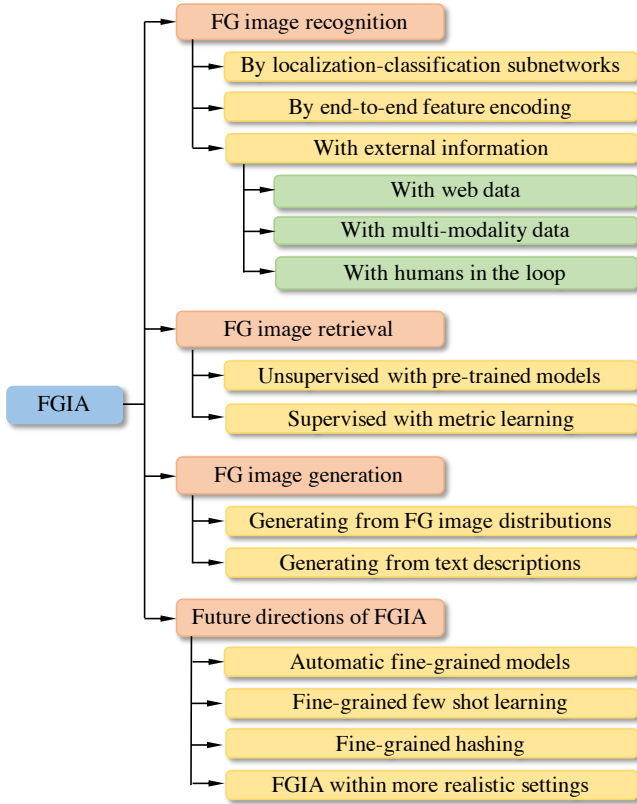 FG image recognition
By localization-classification subnetworks
By end-to-end feature encoding
With external information
With web data
With multi-modality data
With humans in the loop
FG image retrieval
Unsupervised with pre-trained models
FGIA
Supervised with metric learning
FG image generation
Generating from FG image distributions
Generating from text descriptions
Future directions of FGIA
Automatic fine-grained models
Fine-grained few shot learning
Fine-grained hashing
FGIA within more realistic settings